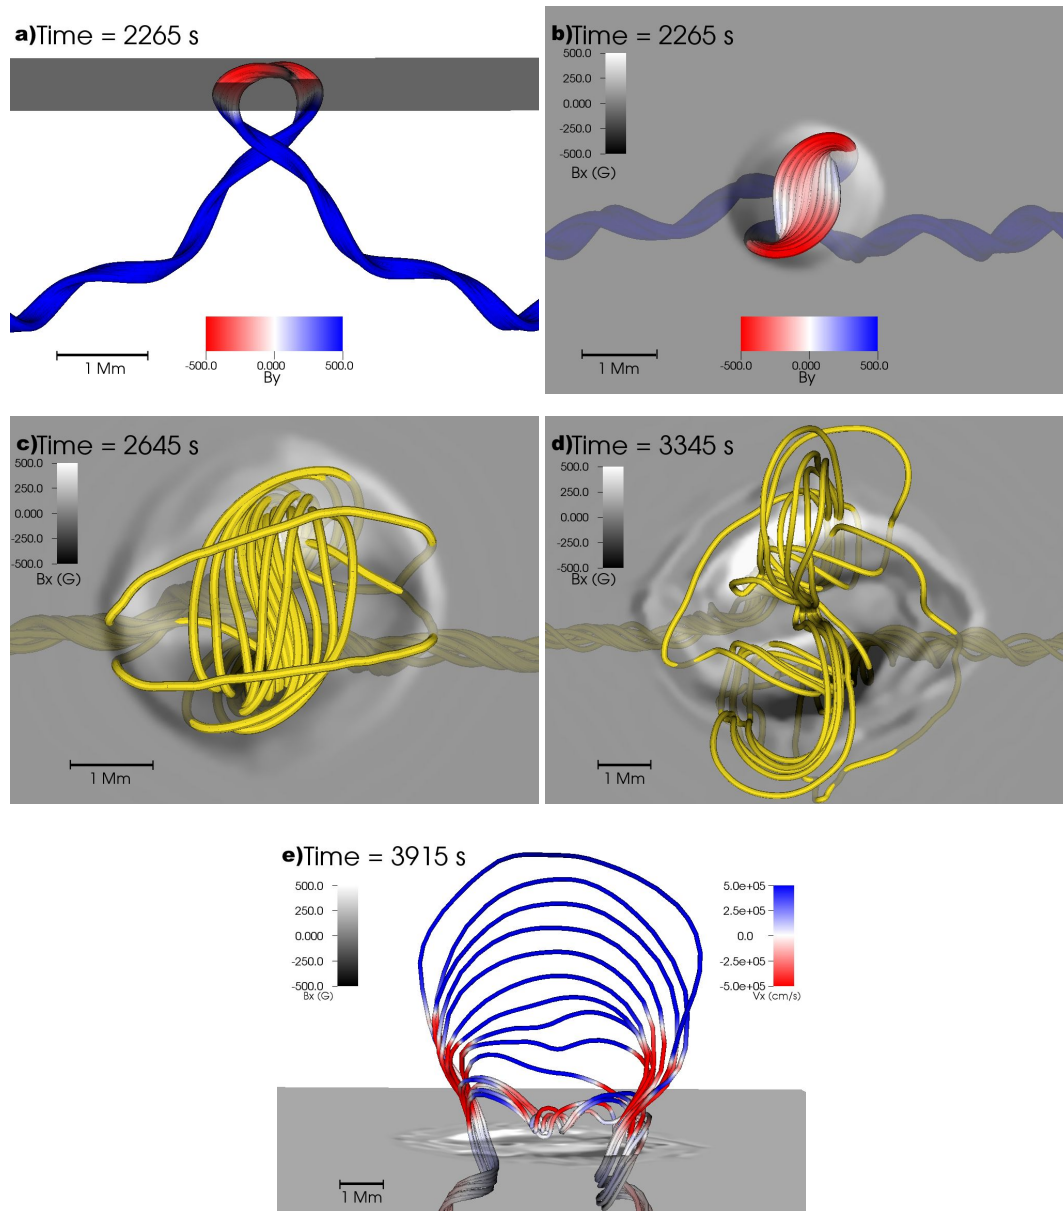 a)Time = 2265 s
1 Mm
-500.0 0.000 500.0
By
b)Time = 2265 s
500.0
250.0
0.000
-250.0
-500.0
Bx (G)
1 Mm
-500.0 0.000 500.0
By
c)Time = 2645 s
500.0
250.0
0.000
-250.0
-500.0
Bx (G)
1 Mm
d)Time = 3345 s
500.0
250.0
0.000
-250.0
-500.0
Bx (G)
1 Mm
e)Time = 3915 s
500.0
250.0
0.000
-250.0
-500.0
Bx (G)
5.0e+05
2.5e+05
0.0
-2.5e+05
-5.0e+05
Vx (cm/s)
1 Mm